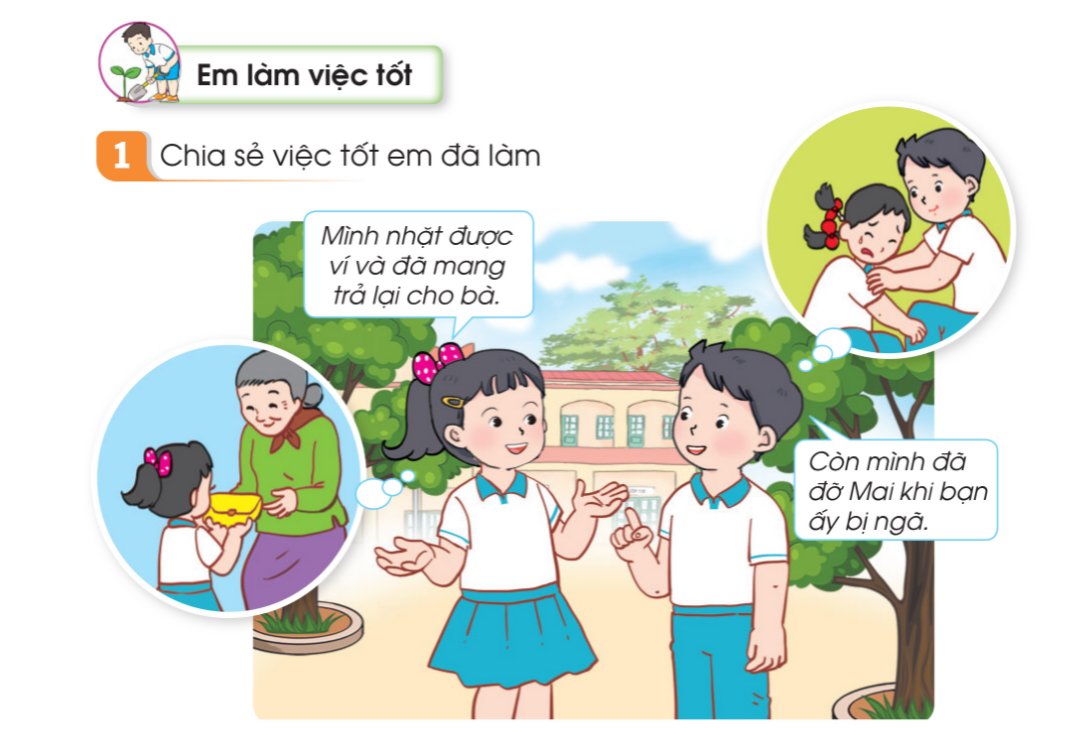 Em làm việc tốt
1 Chia sẻ việc tốt em đã làm
Mình nhặt được
ví và đã mang
trả lại cho bà.
Còn mình đã
đỡ Mai khi bạn
ấy bị ngã.